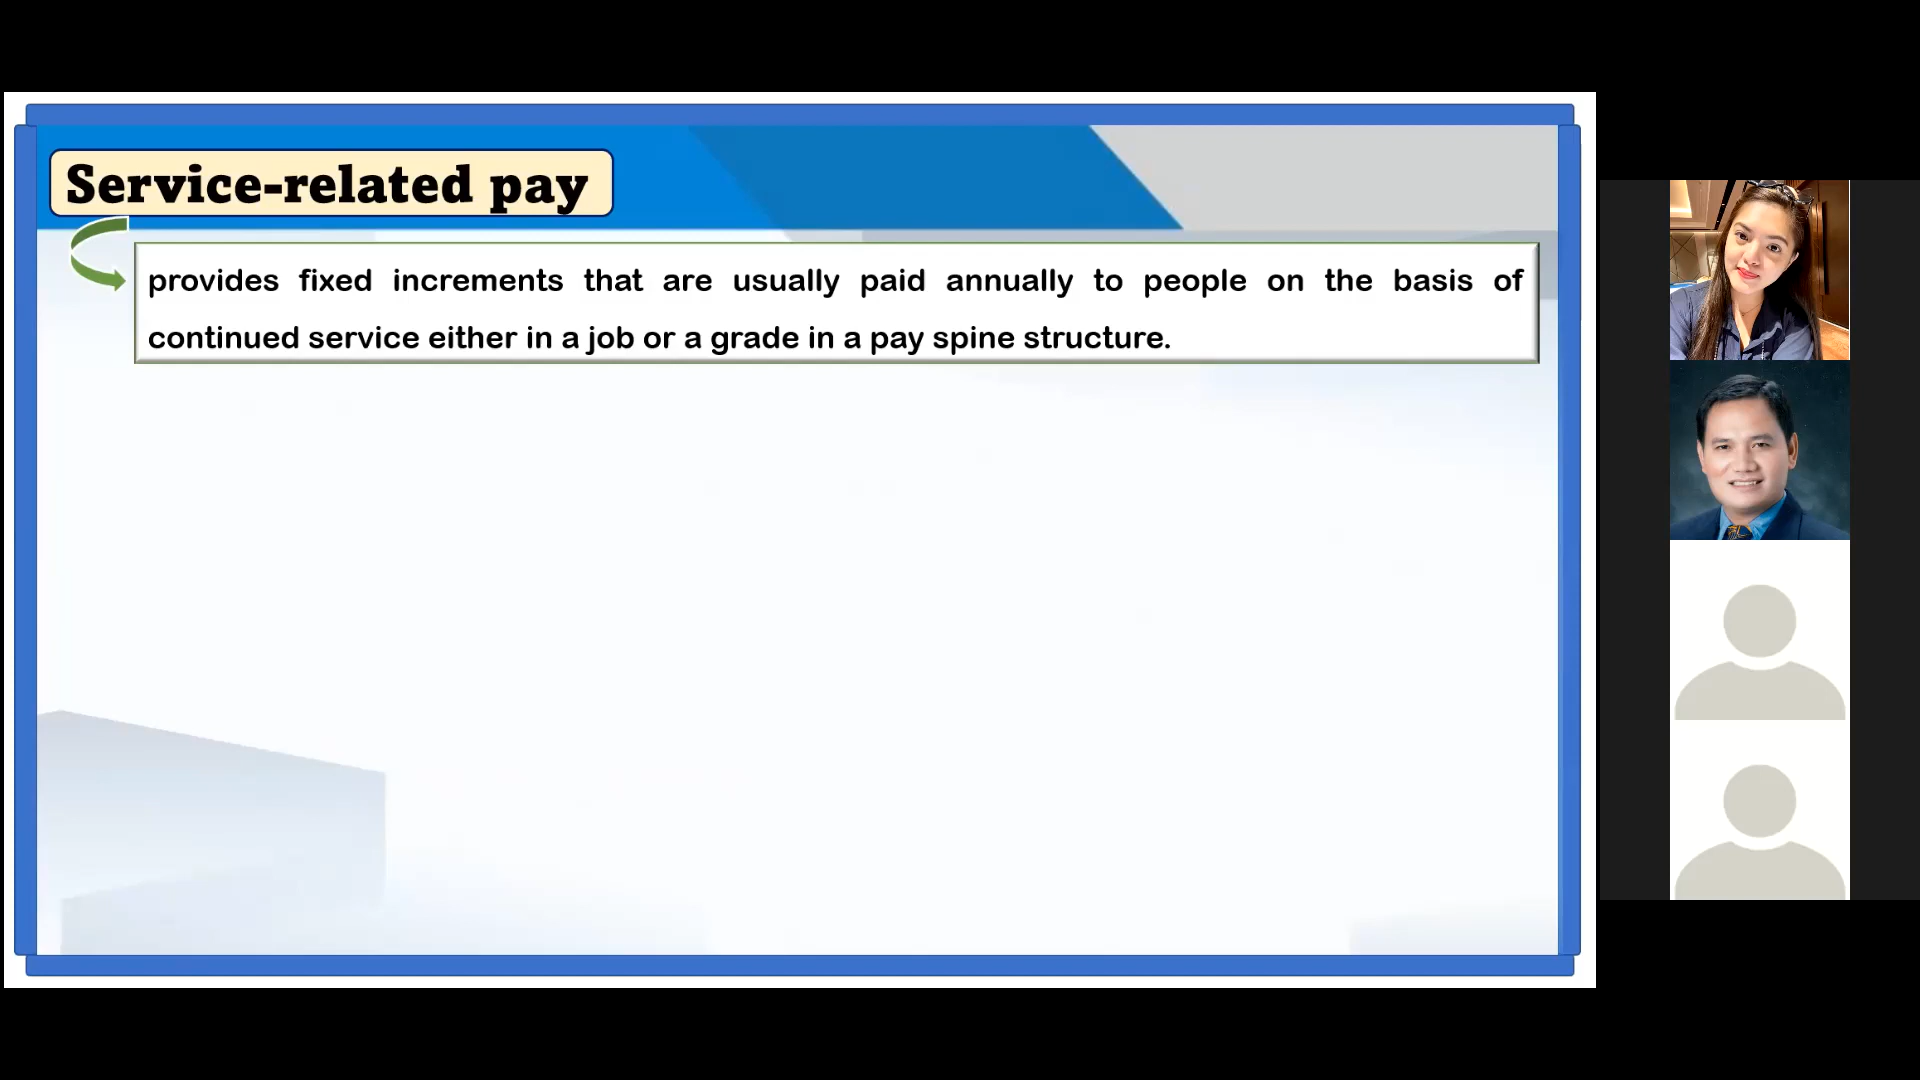 Service-related pay
provides fixed increments that are usually paid annually to people on the basis of
continued service either in a job or a grade in a pay spine structure.